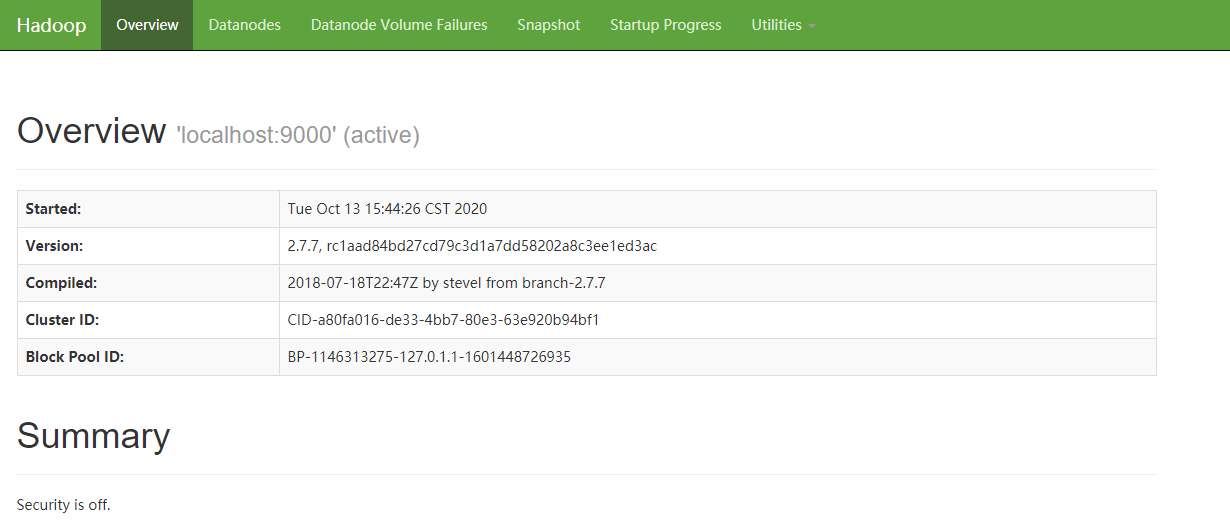 Hadoop Overview Datanodes Datanode Volume Failures Snapshot Startup Progress Utilities
Overview 'localhost:9000' (active)
Started: Tue Oct 13 15:44:26 CST 2020
Version: 2.7.7, rc1aad84bd27cd79c3d1a7dd58202a8c3ee1ed3ac
Compiled: 2018-07-18T22:47Z by stevel from branch-2.7.7
Cluster ID: CID-a80fa016-de33-4bb7-80e3-63e920b94bf1
Block Pool ID: BP-1146313275-127.0.1.1-1601448726935
Summary
Security is off.